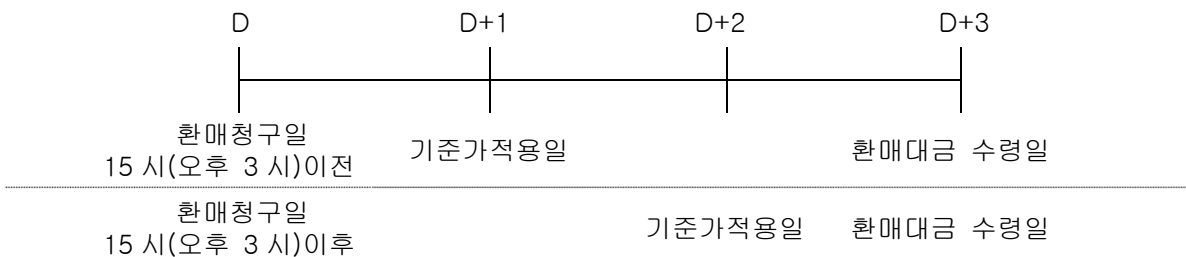 D D+1 D+2 D+3
환매청구일
15 시(오후 3 시)이전 기준가적용일 환매대금 수령일
환매청구일
15 시(오후 3 시)이후 기준가적용일 환매대금 수령일